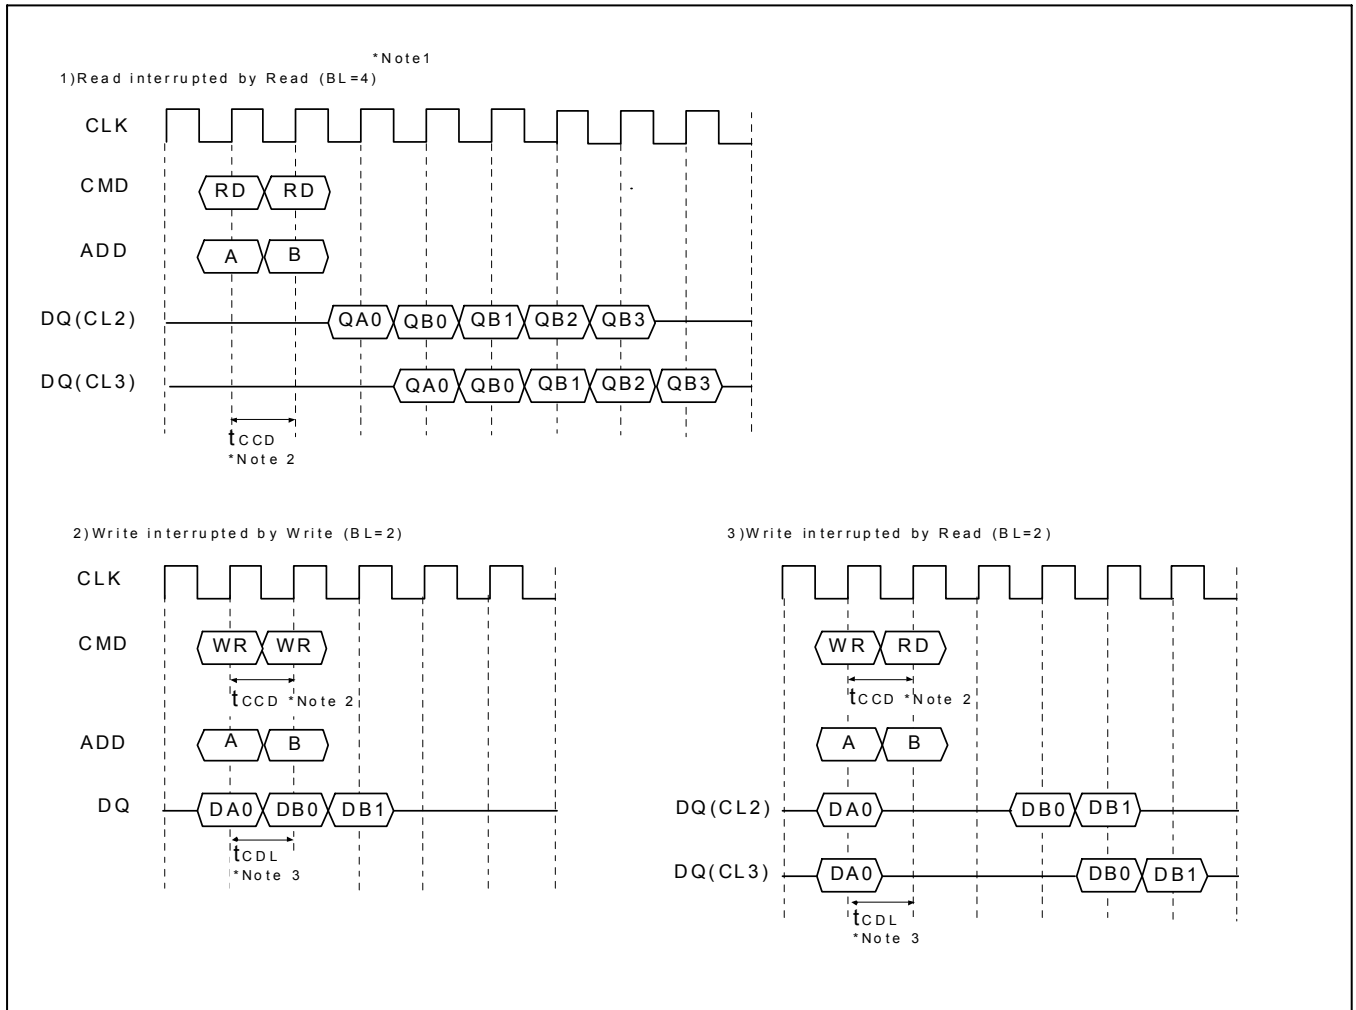 *Note1
1)Read interrupted by Read (BL=4)
CLK
CMD RD RD
ADD A B
DQ(CL2) QA0 QB0 QB1 QB2 QB3
DQ(CL3) QA0 QB0 QB1 QB2 QB3
tCCD
*Note 2
2)Write interrupted by Write (BL=2)
CLK
CMD WR WR
tCCD *Note 2
ADD A B
DQ DA0 DB0 DB1
tCDL
*Note 3
3)Write interrupted by Read (BL=2)
WR RD
tCCD *Note 2
A B
DQ(CL2) DA0 DB0 DB1
DQ(CL3) DA0 DB0 DB1
tCDL
*Note 3